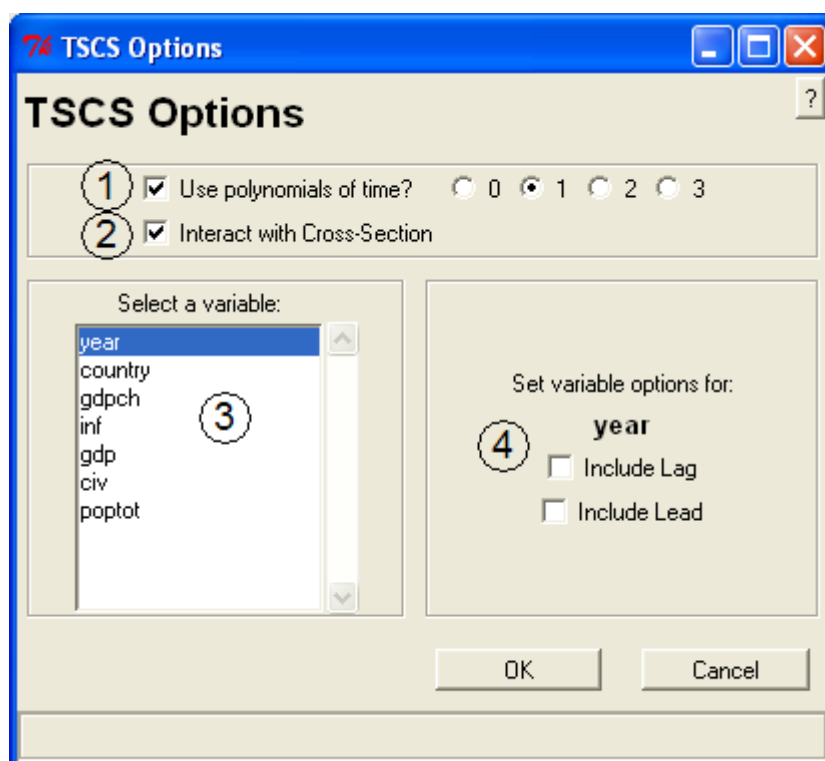 7% TSCS Options
TSCS Options
?
1 Use polynomials of time? 0 1 2 3
2 Interact with Cross-Section
Select a variable:
year
country
gdpch
inf
gdp
civ
poptot
3
Set variable options for:
year
4
Include Lag
Include Lead
OK Cancel